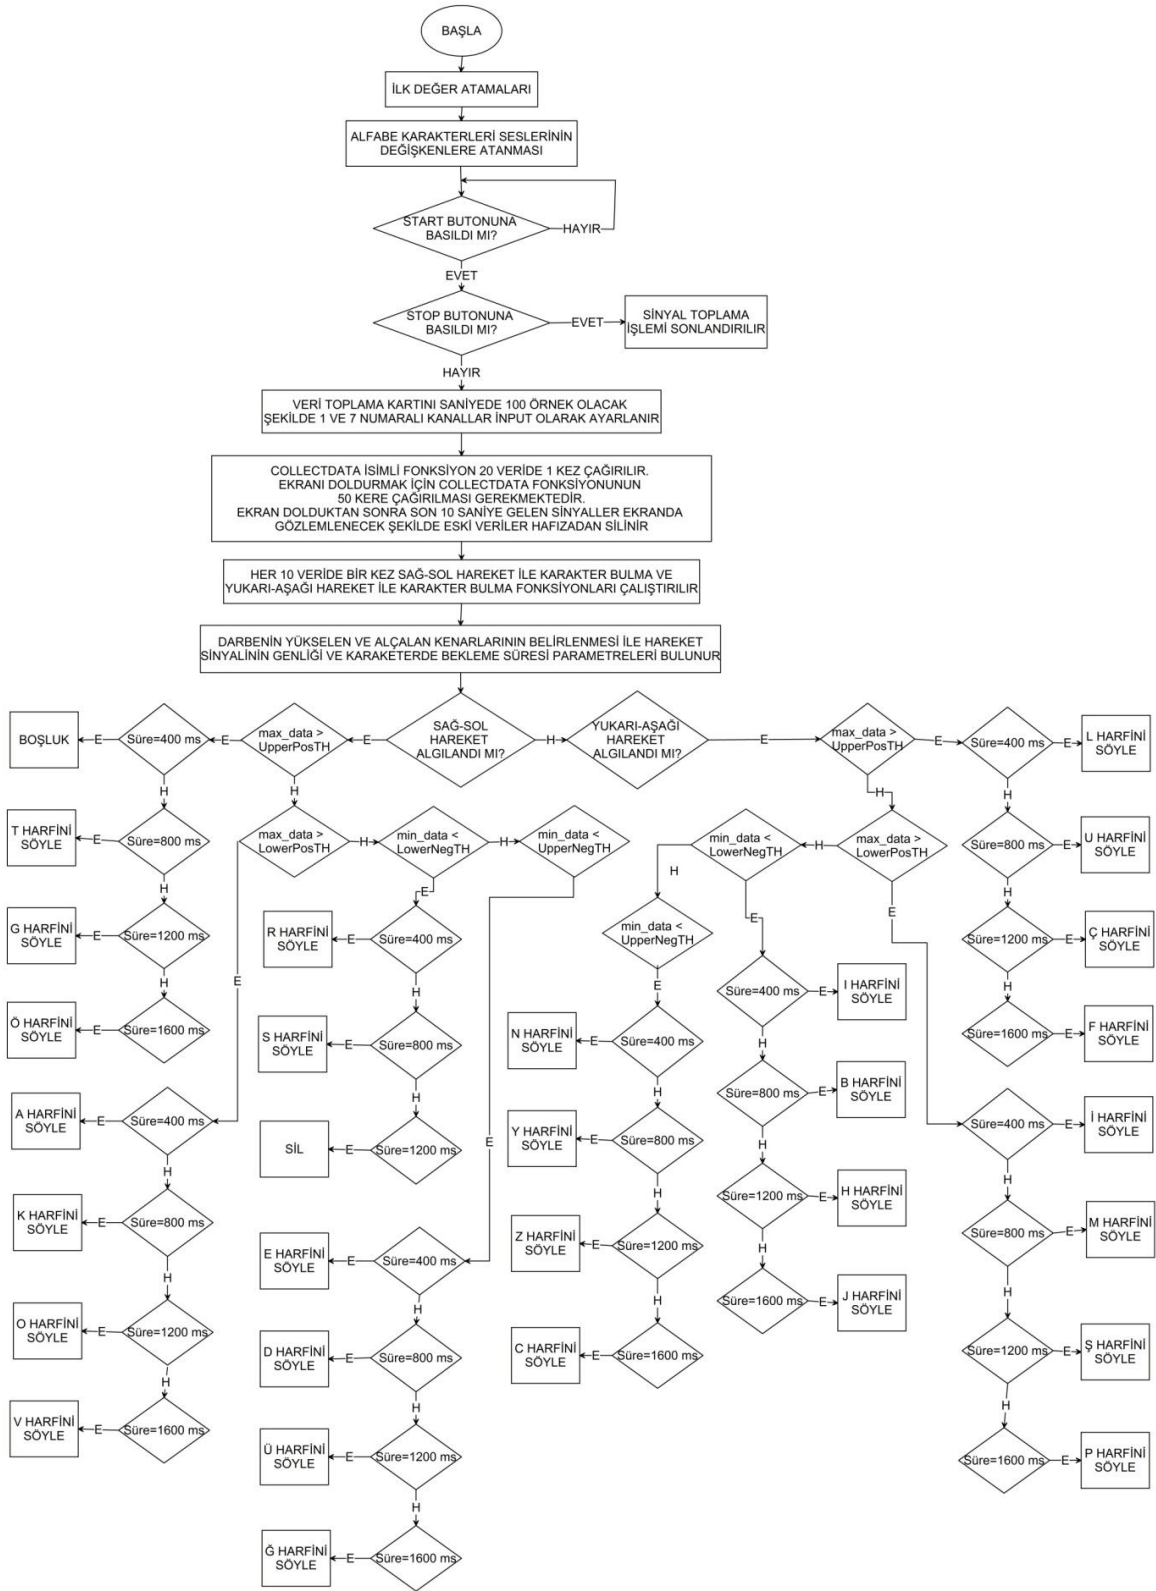 BAŞLA
İLK DEĞER ATAMALARI
ALFABE KARAKTERLERİ SESLERİNİN
DEĞİŞKENLERE ATANMASI
START BUTONUNA
BASILDI MI?
HAYIR
EVET
STOP BUTONUNA
BASILDI MI?
EVET
SİNYAL TOPLAMA
İŞLEMİ SONLANDIRILIR
HAYIR
VERİ TOPLAMA KARTINI SANİYEDE 100 ÖRNEK OLACAK
ŞEKİLDE 1 VE 7 NUMARALI KANALLAR İNPUT OLARAK AYARLANIR
COLLECTDATA İSİMLİ FONKSİYON 20 VERİDE 1 KEZ ÇAĞIRILIR.
EKRANI DOLDURMAK İÇİN COLLECTDATA FONKSİYONUNUN
50 KERE ÇAĞIRILMASI GEREKMEKTEDİR.
EKRAN DOLDUKTAN SONRA SON 10 SANİYE GELEN SİNYALLER EKRANDA
GÖZLEMLENECEK ŞEKİLDE ESKİ VERİLER HAFIZADAN SİLİNİR
HER 10 VERİDE BİR KEZ SAĞ-SOL HAREKET İLE KARAKTER BULMA VE
YUKARI-AŞAĞI HAREKET İLE KARAKTER BULMA FONKSİYONLARI ÇALIŞTIRILIR
DARBENİN YÜKSELEN VE ALÇALAN KENARLARININ BELİRLENMESİ İLE HAREKET
SİNYALİNİN GENLİĞİ VE KARAKETERDE BEKLEME SÜRESİ PARAMETRELERİ BULUNUR
SAĞ-SOL
HAREKET
ALGILANDI MI?
E
H
max_data >
UpperPosTH
E
Süre=400 ms
E
BOŞLUK
H
Süre=800 ms
E
T HARFİNİ
SÖYLE
H
Süre=1200 ms
E
G HARFİNİ
SÖYLE
H
Süre=1600 ms
E
Ö HARFİNİ
SÖYLE
H
max_data >
LowerPosTH
E
Süre=400 ms
E
A HARFİNİ
SÖYLE
H
Süre=800 ms
E
K HARFİNİ
SÖYLE
H
Süre=1200 ms
E
O HARFİNİ
SÖYLE
H
Süre=1600 ms
E
V HARFİNİ
SÖYLE
H
min_data <
LowerNegTH
E
Süre=400 ms
E
R HARFİNİ
SÖYLE
H
Süre=800 ms
E
S HARFİNİ
SÖYLE
H
Süre=1200 ms
E
SİL
H
min_data <
UpperNegTH
E
Süre=400 ms
E
E HARFİNİ
SÖYLE
H
Süre=800 ms
E
D HARFİNİ
SÖYLE
H
Süre=1200 ms
E
Ü HARFİNİ
SÖYLE
H
Süre=1600 ms
E
Ğ HARFİNİ
SÖYLE
YUKARI-AŞAĞI
HAREKET
ALGILANDI MI?
E
max_data >
UpperPosTH
E
Süre=400 ms
E
L HARFİNİ
SÖYLE
H
Süre=800 ms
E
U HARFİNİ
SÖYLE
H
Süre=1200 ms
E
Ç HARFİNİ
SÖYLE
H
Süre=1600 ms
E
F HARFİNİ
SÖYLE
H
max_data >
LowerPosTH
E
Süre=400 ms
E
İ HARFİNİ
SÖYLE
H
Süre=800 ms
E
M HARFİNİ
SÖYLE
H
Süre=1200 ms
E
Ş HARFİNİ
SÖYLE
H
Süre=1600 ms
E
P HARFİNİ
SÖYLE
H
min_data <
LowerNegTH
E
Süre=400 ms
E
I HARFİNİ
SÖYLE
H
Süre=800 ms
E
B HARFİNİ
SÖYLE
H
Süre=1200 ms
E
H HARFİNİ
SÖYLE
H
Süre=1600 ms
E
J HARFİNİ
SÖYLE
H
min_data <
UpperNegTH
E
Süre=400 ms
E
N HARFİNİ
SÖYLE
H
Süre=800 ms
E
Y HARFİNİ
SÖYLE
H
Süre=1200 ms
E
Z HARFİNİ
SÖYLE
H
Süre=1600 ms
E
C HARFİNİ
SÖYLE